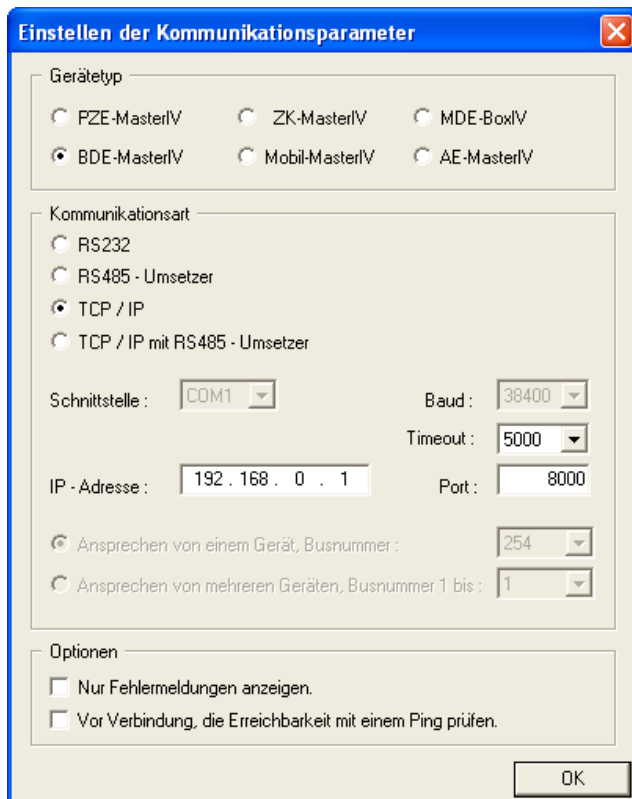 Einstellen der Kommunikationsparameter
Gerätetyp
PZE-MasterIV ZK-MasterIV MDE-BoxIV
BDE-MasterIV Mobil-MasterIV AE-MasterIV
Kommunikationsart
RS232
RS485 - Umsetzer
TCP / IP
TCP / IP mit RS485 - Umsetzer
Schnittstelle : COM1 Baud : 38400
Timeout : 5000
IP - Adresse : 192 . 168 . 0 . 1 Port : 8000
Ansprechen von einem Gerät, Busnummer : 254
Ansprechen von mehreren Geräten, Busnummer 1 bis : 1
Optionen
Nur Fehlermeldungen anzeigen.
Vor Verbindung, die Erreichbarkeit mit einem Ping prüfen.
OK